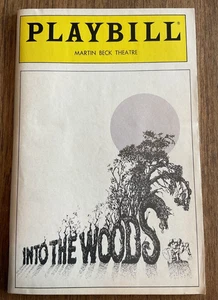 PLAYBILL
MARTIN BECK THEATRE
INTO THE WOODS